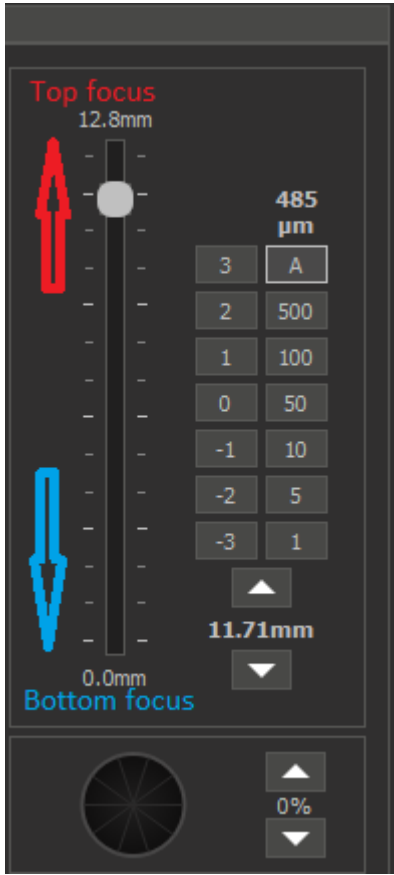 Top focus
12.8mm
485
µm
3 A
2 500
1 100
0 50
-1 10
-2 5
-3 1
11.71mm
0.0mm
Bottom focus
0%